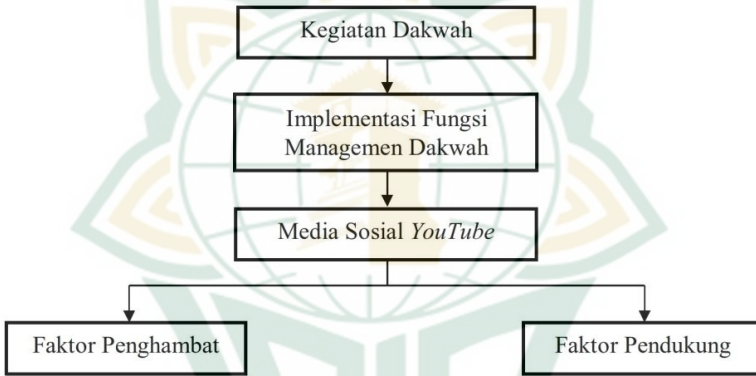 Kegiatan Dakwah
Implementasi Fungsi
Managemen Dakwah
Media Sosial YouTube
Faktor Penghambat
Faktor Pendukung